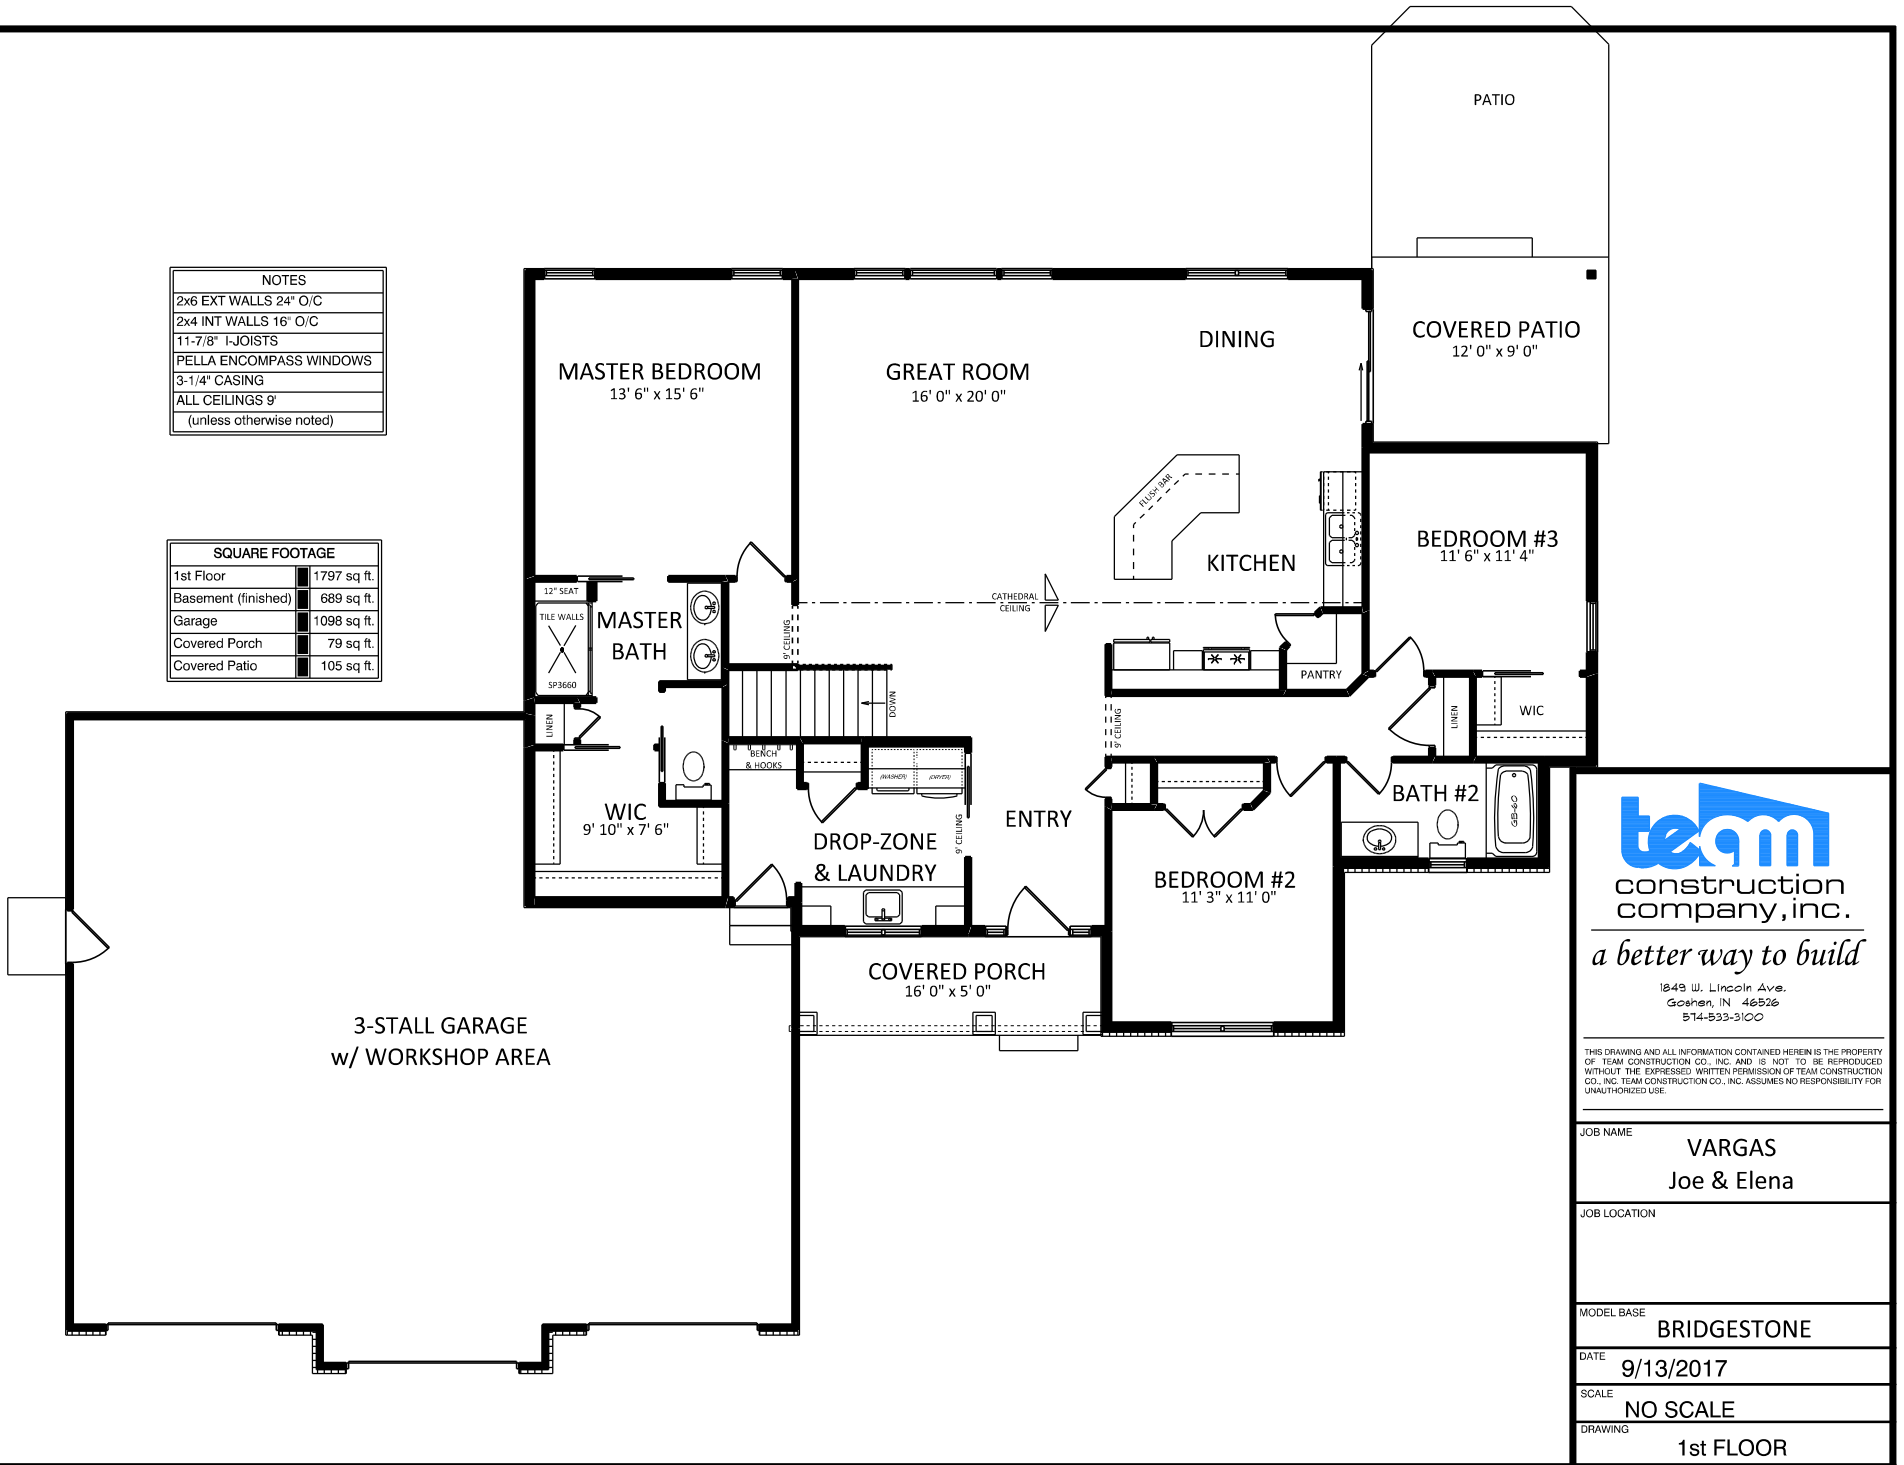 PATIO
NOTES
2x6 EXT WALLS 24" O/C
2x4 INT WALLS 16" O/C
11-7/8" I-JOISTS
PELLA ENCOMPASS WINDOWS
3-1/4" CASING
ALL CEILINGS 9'
(unless otherwise noted)
SQUARE FOOTAGE
1st Floor 1797 sq ft.
Basement (finished) 689 sq ft.
Garage 1098 sq ft.
Covered Porch 79 sq ft.
Covered Patio 105 sq ft.
MASTER BEDROOM
13' 6" x 15' 6"
GREAT ROOM
16' 0" x 20' 0"
DINING
COVERED PATIO
12' 0" x 9' 0"
FLUSH BAR
KITCHEN
BEDROOM #3
11' 6" x 11' 4"
CATHEDRAL
CEILING
12" SEAT
TILE WALLS
SP3660
MASTER
BATH
9' CEILING
PANTRY
LINEN
DOWN
9' CEILING
LINEN
WIC
BENCH
& HOOKS
(WASHER)
(DRYER)
WIC
9' 10" x 7' 6"
DROP-ZONE
& LAUNDRY
9' CEILING
ENTRY
BATH #2
GB-60
BEDROOM #2
11' 3" x 11' 0"
COVERED PORCH
16' 0" x 5' 0"
3-STALL GARAGE
w/ WORKSHOP AREA
team
construction
company, inc.
a better way to build
1849 W. Lincoln Ave.
Goshen, IN 46526
574-533-3100
THIS DRAWING AND ALL INFORMATION CONTAINED HEREIN IS THE PROPERTY
OF TEAM CONSTRUCTION CO., INC. AND IS NOT TO BE REPRODUCED
WITHOUT THE EXPRESSED WRITTEN PERMISSION OF TEAM CONSTRUCTION
CO., INC. TEAM CONSTRUCTION CO., INC. ASSUMES NO RESPONSIBILITY FOR
UNAUTHORIZED USE.
JOB NAME
VARGAS
Joe & Elena
JOB LOCATION
MODEL BASE
BRIDGESTONE
DATE
9/13/2017
SCALE
NO SCALE
DRAWING
1st FLOOR